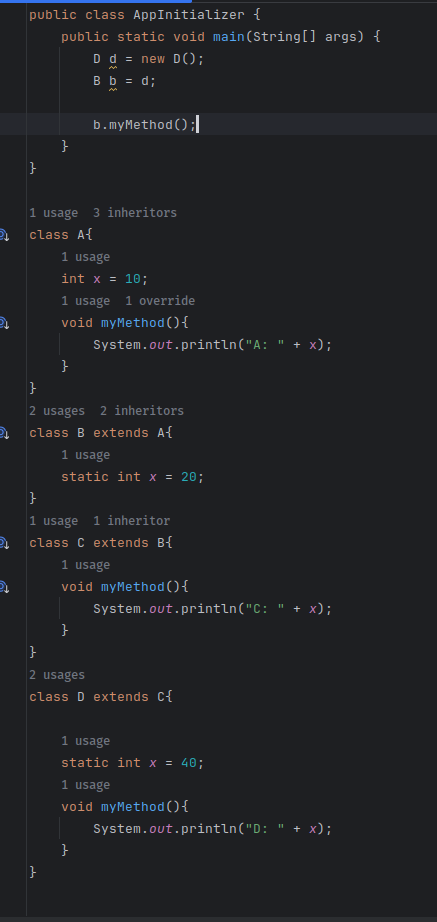 public class AppInitializer {
public static void main(String[] args) {
D d = new D();
B b = d;
b.myMethod();
}
}
1 usage 3 inheritors
class A{
1 usage
int x = 10;
1 usage 1 override
void myMethod(){
System.out.println("A: " + x);
}
}
2 usages 2 inheritors
class B extends A{
1 usage
static int x = 20;
}
1 usage 1 inheritor
class C extends B{
1 usage
void myMethod(){
System.out.println("C: " + x);
}
}
2 usages
class D extends C{
1 usage
static int x = 40;
1 usage
void myMethod(){
System.out.println("D: " + x);
}
}